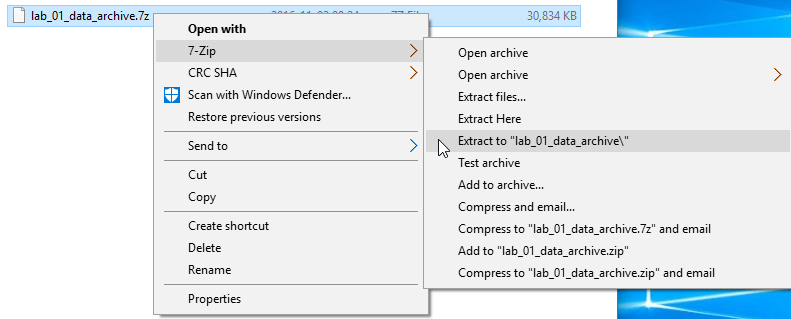 lab_01_data_archive.7z
30,834 KB
Open with
7-Zip
CRC SHA
Scan with Windows Defender...
Restore previous versions
Send to
Cut
Copy
Create shortcut
Delete
Rename
Properties
Open archive
Open archive
Extract files...
Extract Here
Extract to "lab_01_data_archive\"
Test archive
Add to archive...
Compress and email...
Compress to "lab_01_data_archive.7z" and email
Add to "lab_01_data_archive.zip"
Compress to "lab_01_data_archive.zip" and email